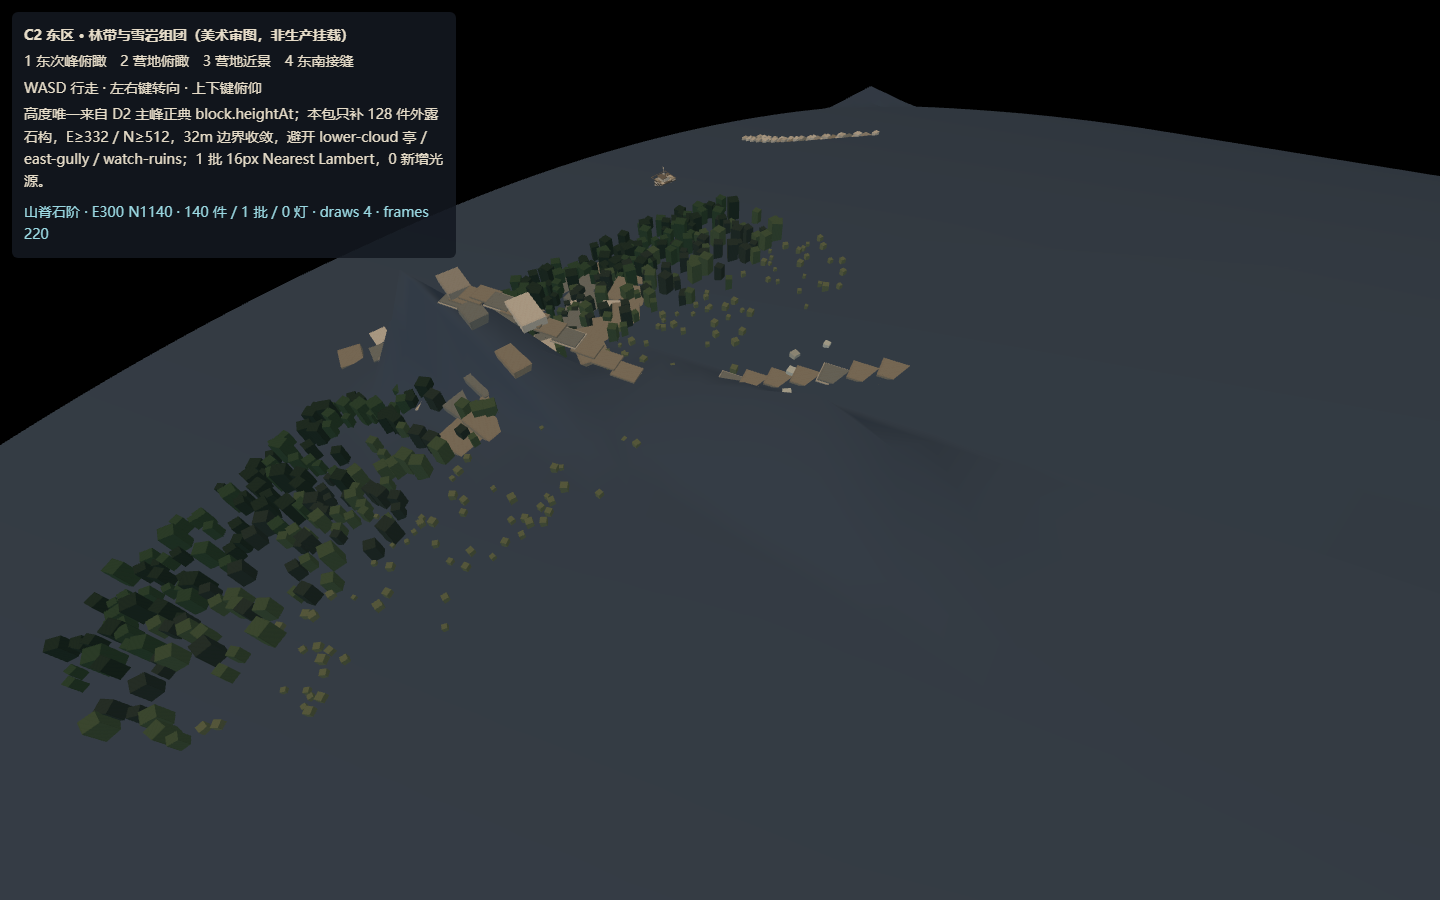 C2 东区 • 林带与雪岩组团（美术审图，非生产挂载）
1 东次峰俯瞰 2 营地俯瞰 3 营地近景 4 东南接缝
WASD 行走 · 左右键转向 · 上下键俯仰
高度唯一来自 D2 主峰正典 block.heightAt；本包只补 128 件外露
石构，E≥332 / N≥512，32m 边界收敛，避开 lower-cloud 亭 /
east-gully / watch-ruins；1 批 16px Nearest Lambert，0 新增光
源。
山脊石阶 · E300 N1140 · 140 件 / 1 批 / 0 灯 · draws 4 · frames
220